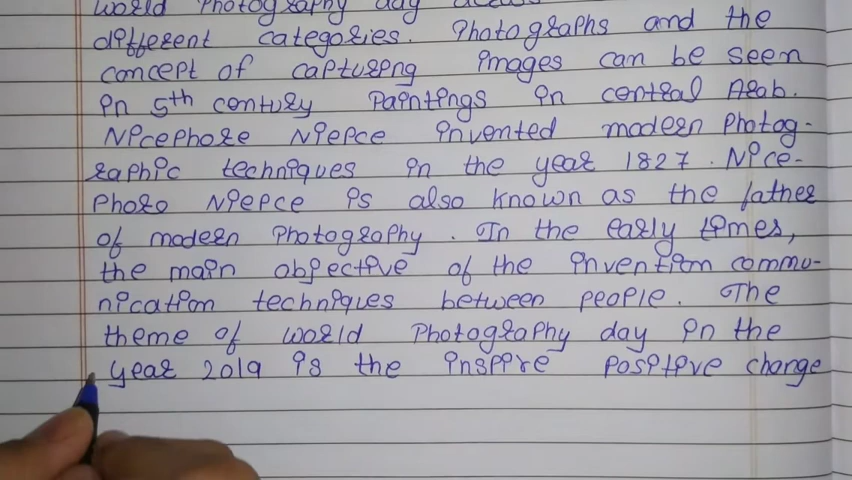 World Photography day
different categories. Photographs and the
concept of capturing images can be seen
in 5th century Paintings in central Arab.
Nicephore Niepce invented modern Photog-
raphic techniques in the year 1827. Nice-
Phore Niepce is also known as the father
of modern Photography. In the early times,
the main objective of the invention commu-
nication techniques between people. The
theme of world Photography day in the
year 2019 is the inspire positive change